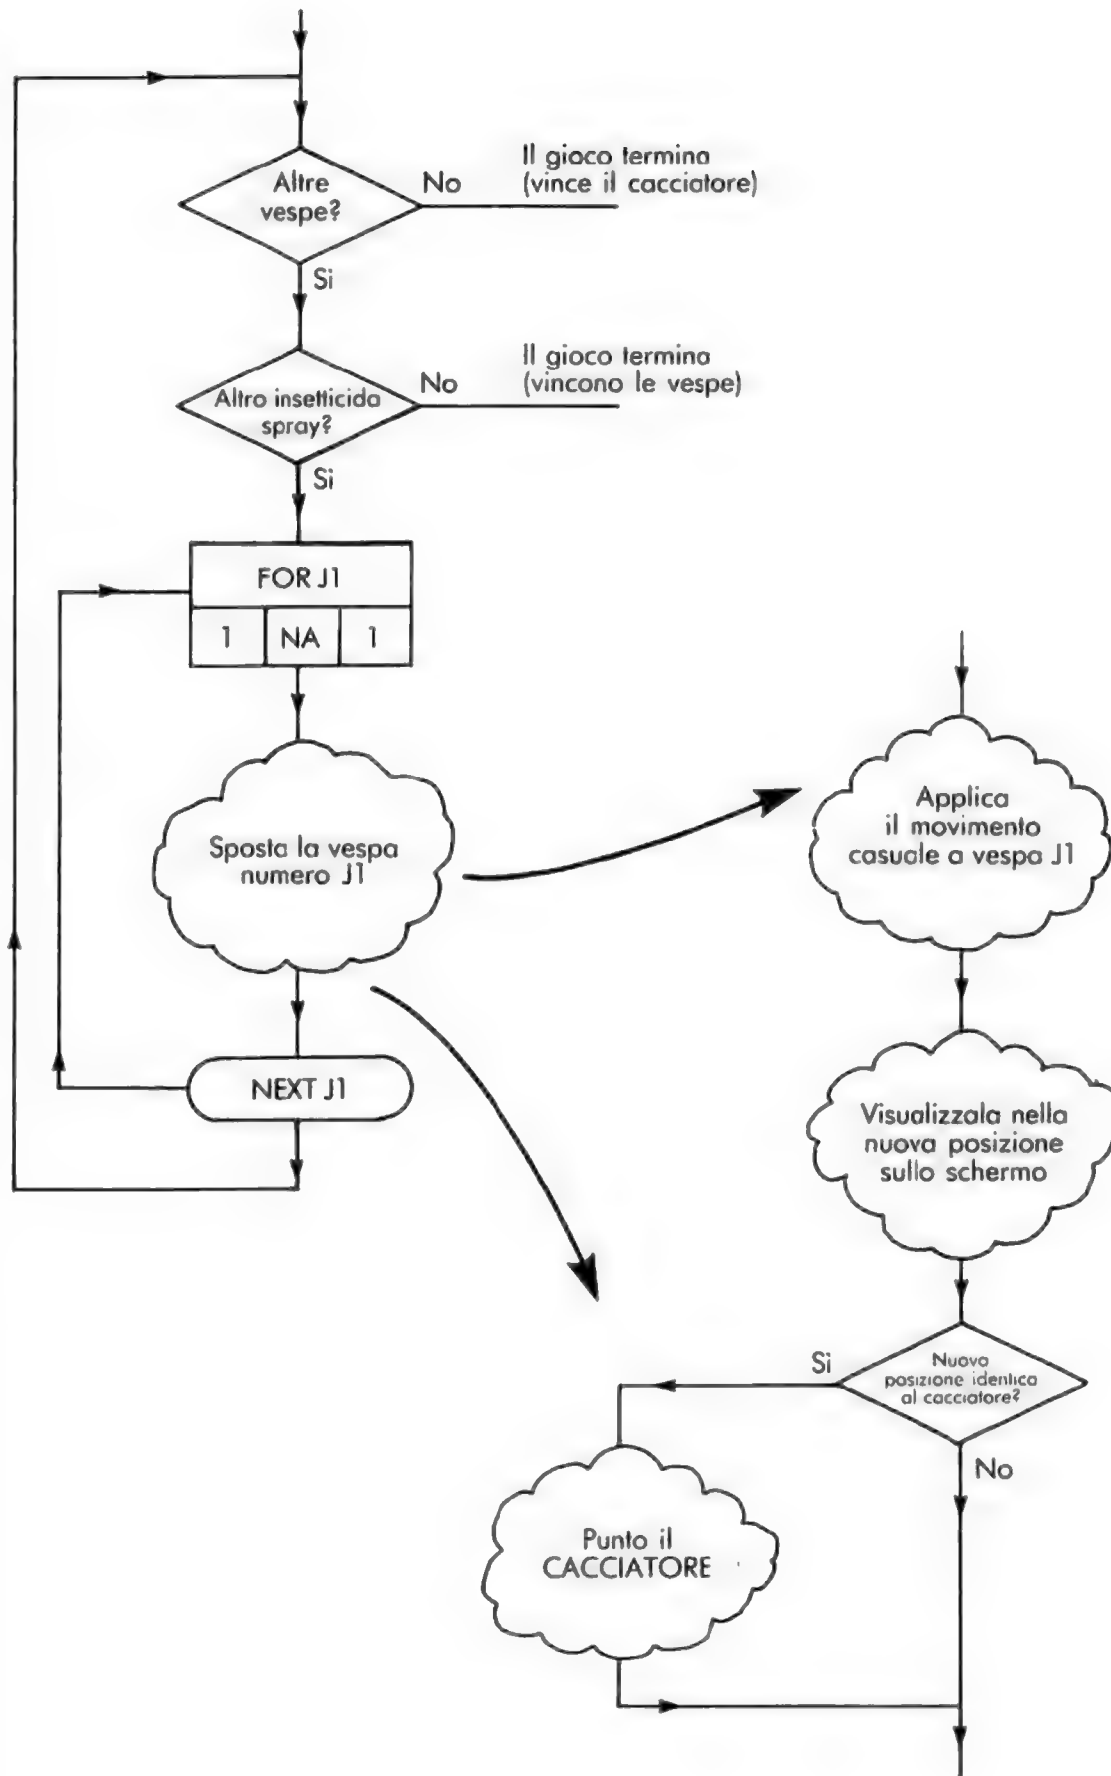 Altre
vespe?
No
Il gioco termina
(vince il cacciatore)
Si
Altro insetticida
spray?
No
Il gioco termina
(vincono le vespe)
Si
FOR J1
1 NA 1
Sposta la vespa
numero J1
NEXT J1
Applica
il movimento
casuale a vespa J1
Visualizzala nella
nuova posizione
sullo schermo
Nuova
posizione identica
al cacciatore?
Si
No
Punto il
CACCIATORE